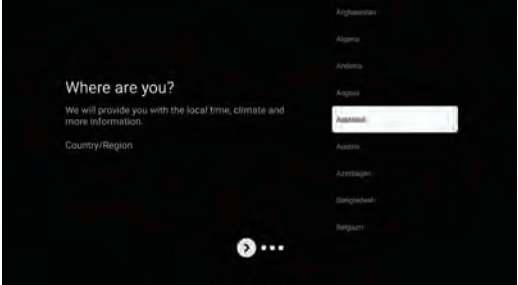 Where are you?
We will provide you with the local time, climate and
more information.
Country/Region
Afghanistan
Algeria
Andorra
Angola
Austria
Azerbaijan
Bangladesh
Belgium